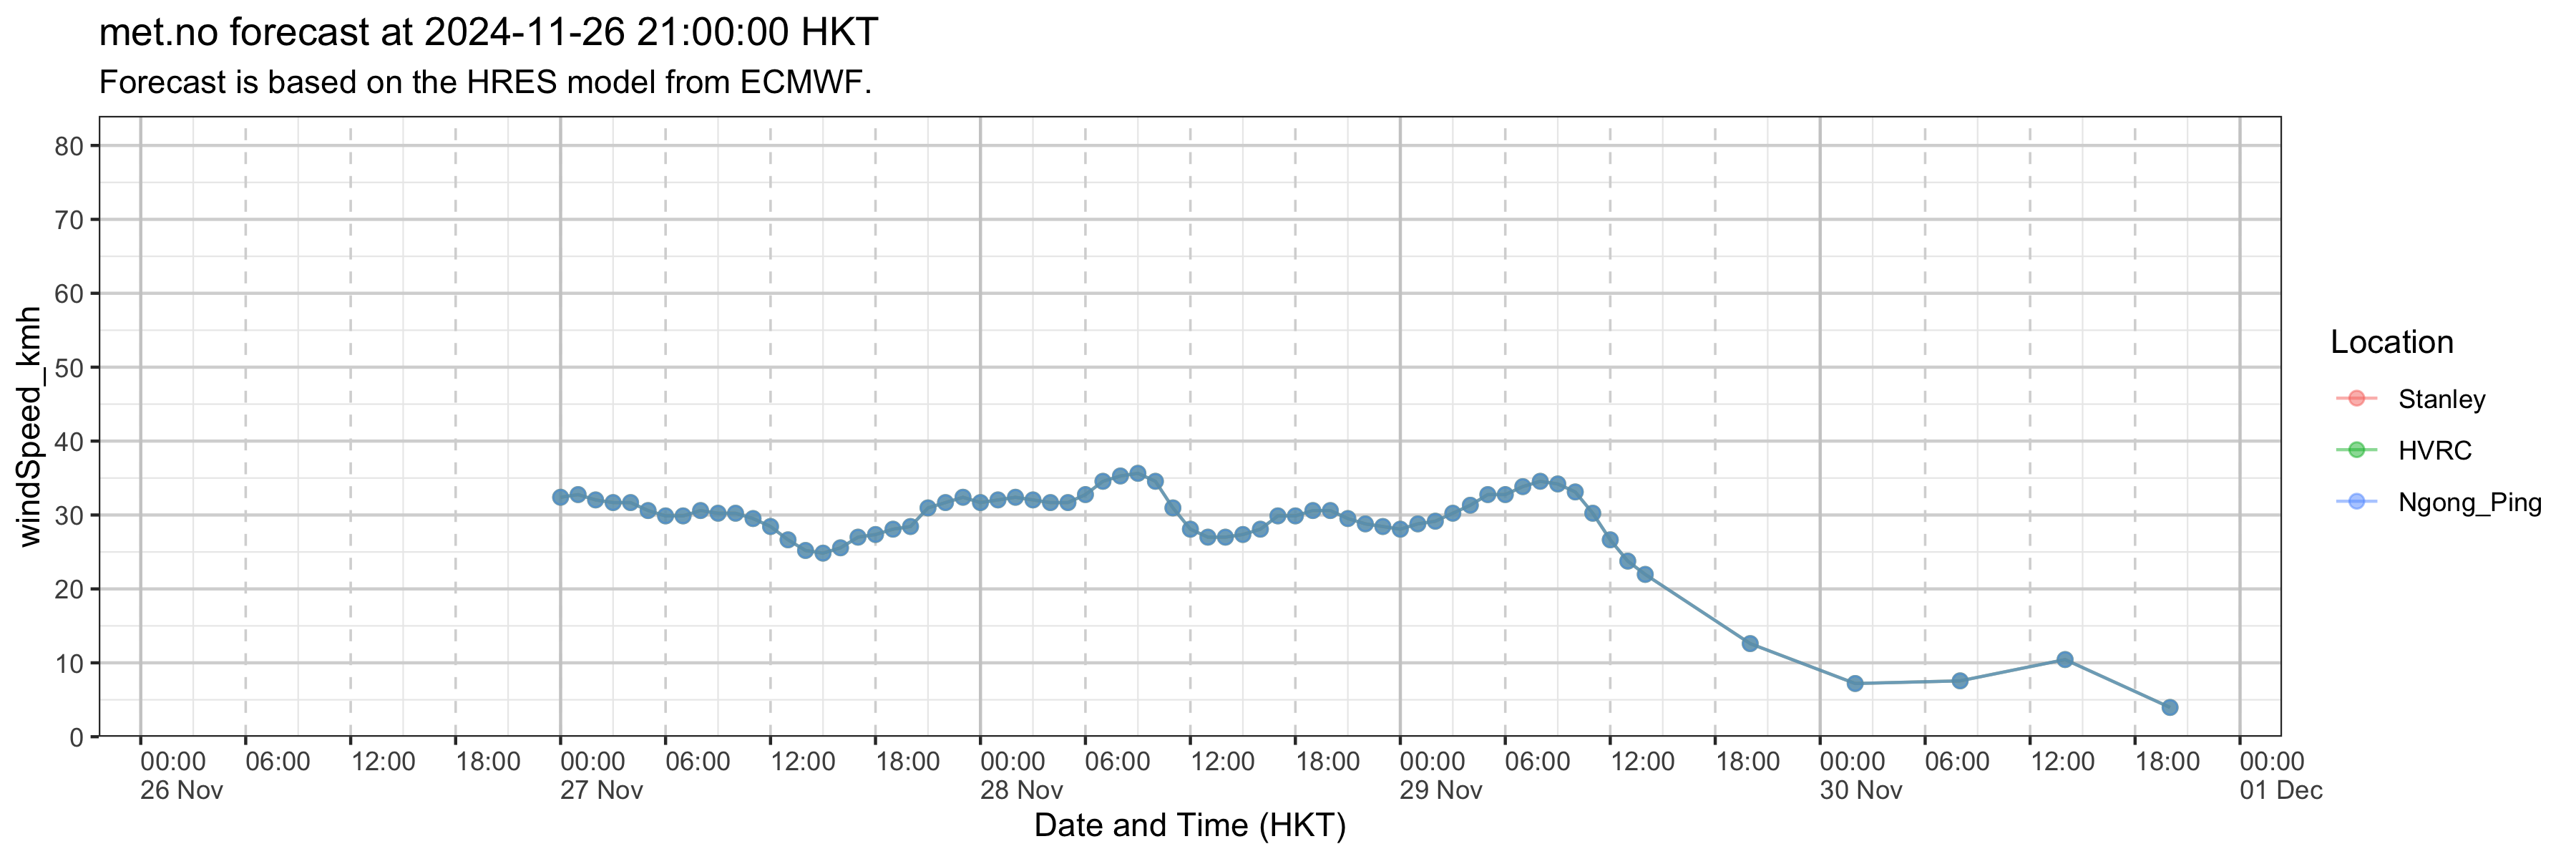 met.no forecast at 2024-11-26 21:00:00 HKT
Forecast is based on the HRES model from ECMWF.
windSpeed_kmh
80
70
60
50
40
30
20
10
0
00:00 06:00 12:00 18:00 00:00 06:00 12:00 18:00 00:00 06:00 12:00 18:00 00:00 06:00 12:00 18:00 00:00 06:00 12:00 18:00 00:00
26 Nov 27 Nov 28 Nov 29 Nov 30 Nov 01 Dec
Date and Time (HKT)
Location
Stanley
HVRC
Ngong_Ping